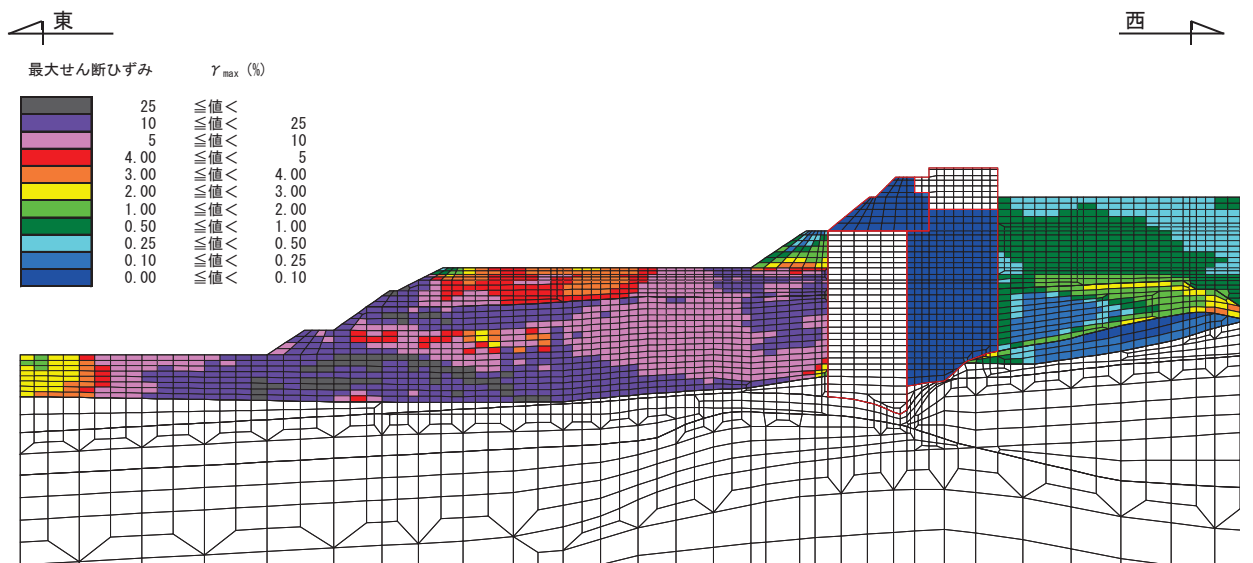 東
西
最大せん断ひずみ γmax (%)
25 ≦値<
10 ≦値< 25
5 ≦値< 10
4.00 ≦値< 5
3.00 ≦値< 4.00
2.00 ≦値< 3.00
1.00 ≦値< 2.00
0.50 ≦値< 1.00
0.25 ≦値< 0.50
0.10 ≦値< 0.25
0.00 ≦値< 0.10